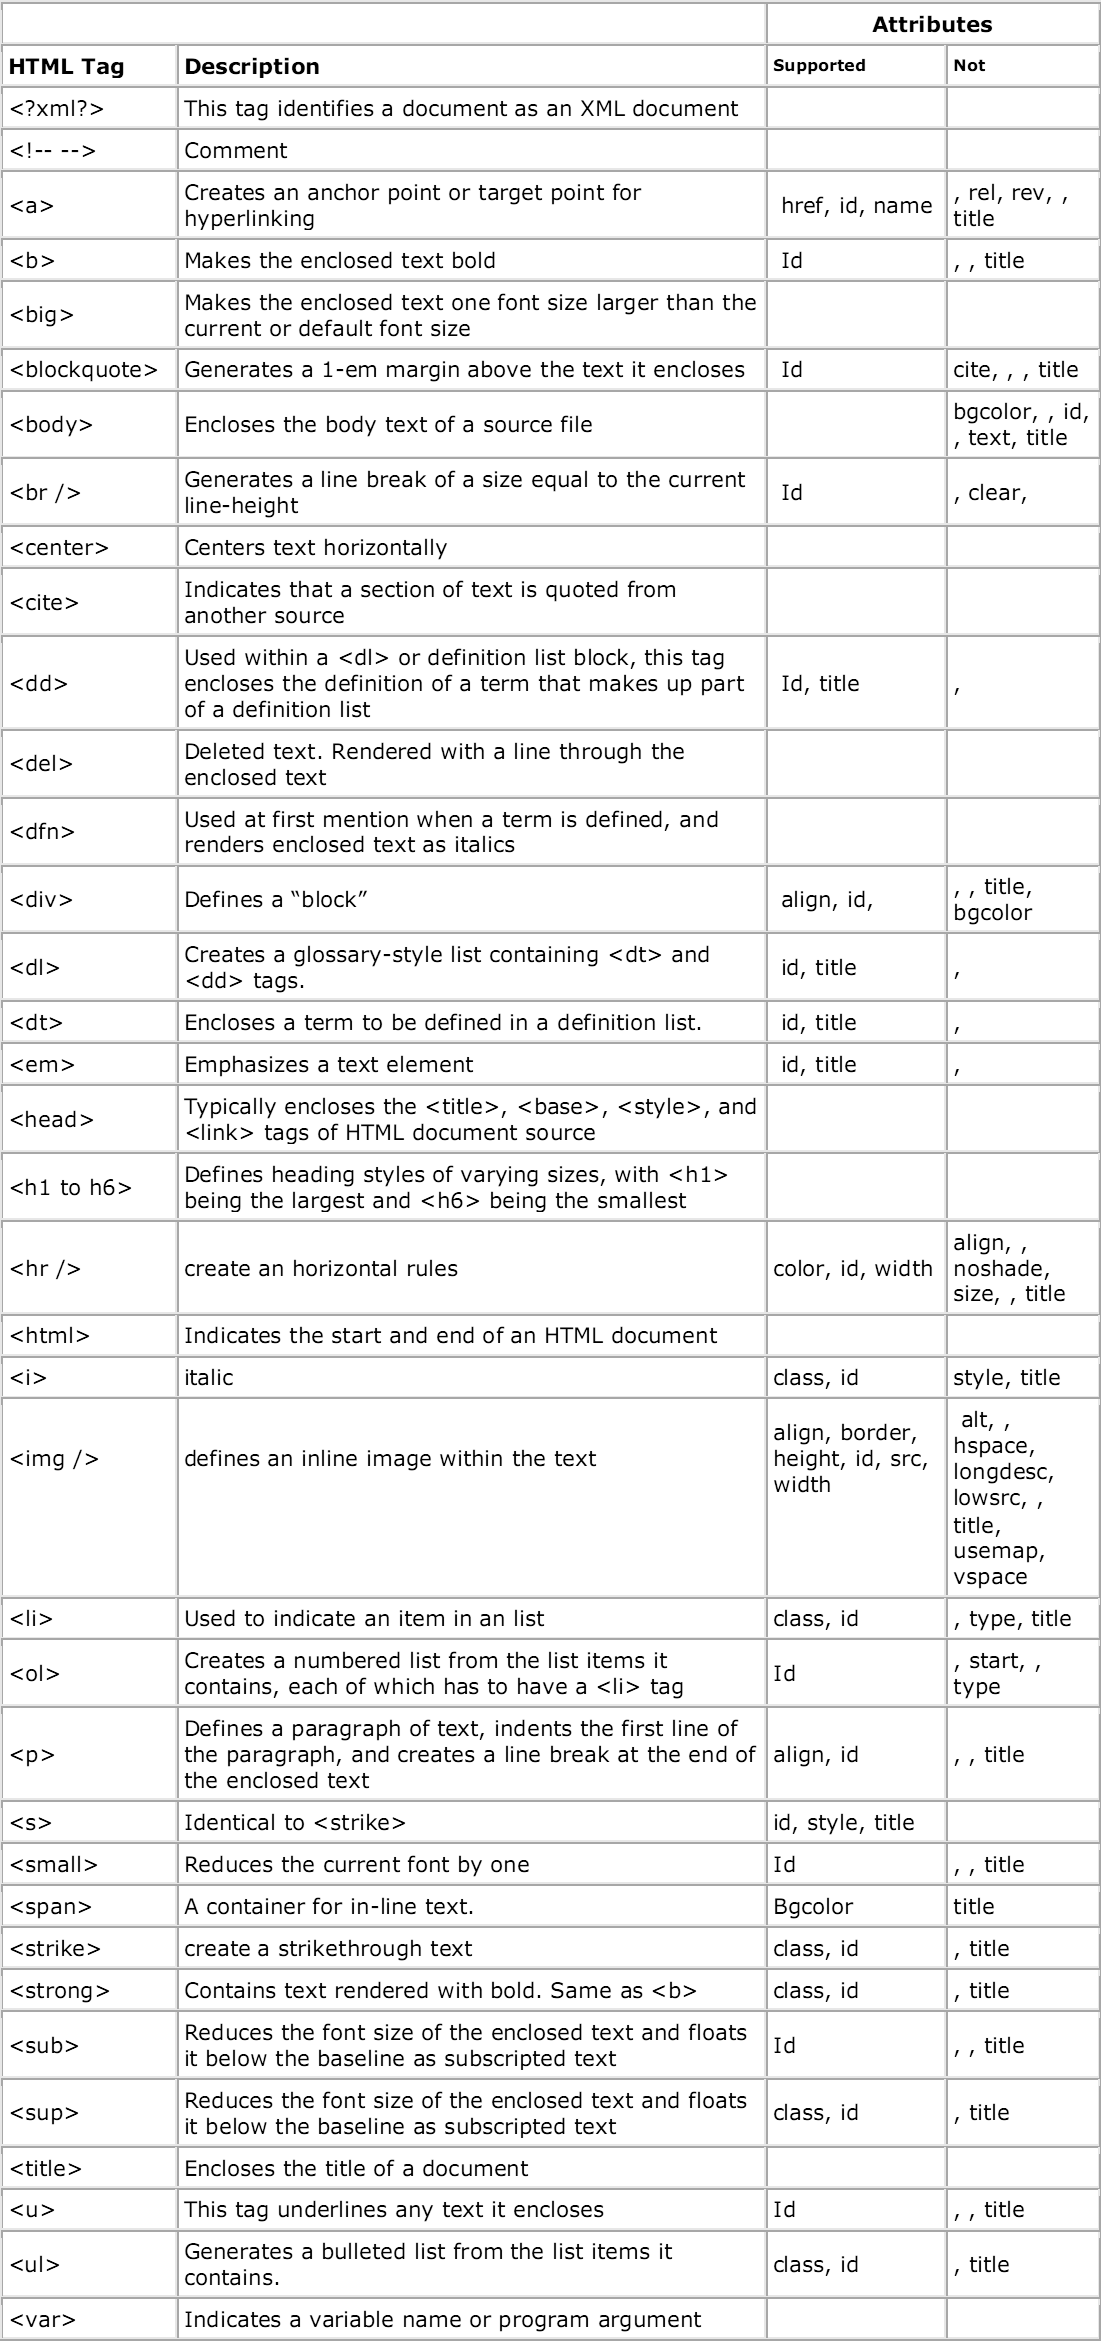 Attributes
HTML Tag Description Supported Not
<?xml?> This tag identifies a document as an XML document
<!-- --> Comment
<a> Creates an anchor point or target point for
hyperlinking
href, id, name
, rel, rev, ,
title
<b> Makes the enclosed text bold Id , , title
<big> Makes the enclosed text one font size larger than the
current or default font size
<blockquote> Generates a 1-em margin above the text it encloses Id cite, , , title
<body> Encloses the body text of a source file
bgcolor, , id,
, text, title
<br /> Generates a line break of a size equal to the current
line-height
Id , clear,
<center> Centers text horizontally
<cite> Indicates that a section of text is quoted from
another source
<dd> Used within a <dl> or definition list block, this tag
encloses the definition of a term that makes up part
of a definition list
Id, title ,
<del> Deleted text. Rendered with a line through the
enclosed text
<dfn> Used at first mention when a term is defined, and
renders enclosed text as italics
<div> Defines a “block” align, id,
, , title,
bgcolor
<dl> Creates a glossary-style list containing <dt> and
<dd> tags.
id, title ,
<dt> Encloses a term to be defined in a definition list. id, title ,
<em> Emphasizes a text element id, title ,
<head> Typically encloses the <title>, <base>, <style>, and
<link> tags of HTML document source
<h1 to h6> Defines heading styles of varying sizes, with <h1>
being the largest and <h6> being the smallest
<hr /> create an horizontal rules color, id, width
align, ,
noshade,
size, , title
<html> Indicates the start and end of an HTML document
<i> italic class, id style, title
<img /> defines an inline image within the text
align, border,
height, id, src,
width
alt, ,
hspace,
longdesc,
lowsrc, ,
title,
usemap,
vspace
<li> Used to indicate an item in an list class, id , type, title
<ol> Creates a numbered list from the list items it
contains, each of which has to have a <li> tag
Id
, start, ,
type
<p> Defines a paragraph of text, indents the first line of
the paragraph, and creates a line break at the end of
the enclosed text
align, id , , title
<s> Identical to <strike> id, style, title
<small> Reduces the current font by one Id , , title
<span> A container for in-line text. Bgcolor title
<strike> create a strikethrough text class, id , title
<strong> Contains text rendered with bold. Same as <b> class, id , title
<sub> Reduces the font size of the enclosed text and floats
it below the baseline as subscripted text
Id , , title
<sup> Reduces the font size of the enclosed text and floats
it below the baseline as subscripted text
class, id , title
<title> Encloses the title of a document
<u> This tag underlines any text it encloses Id , , title
<ul> Generates a bulleted list from the list items it
contains.
class, id , title
<var> Indicates a variable name or program argument